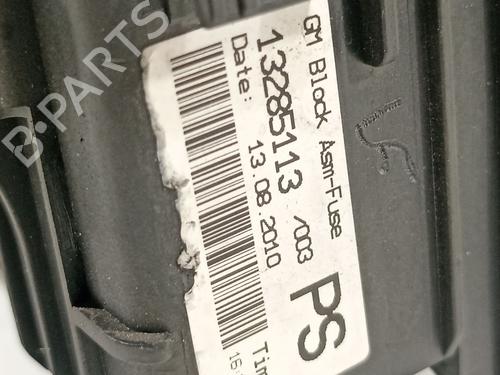 GM Block Asm-Fuse
13285113 /003
Date: 13.08.2010
PS
B-PARTS